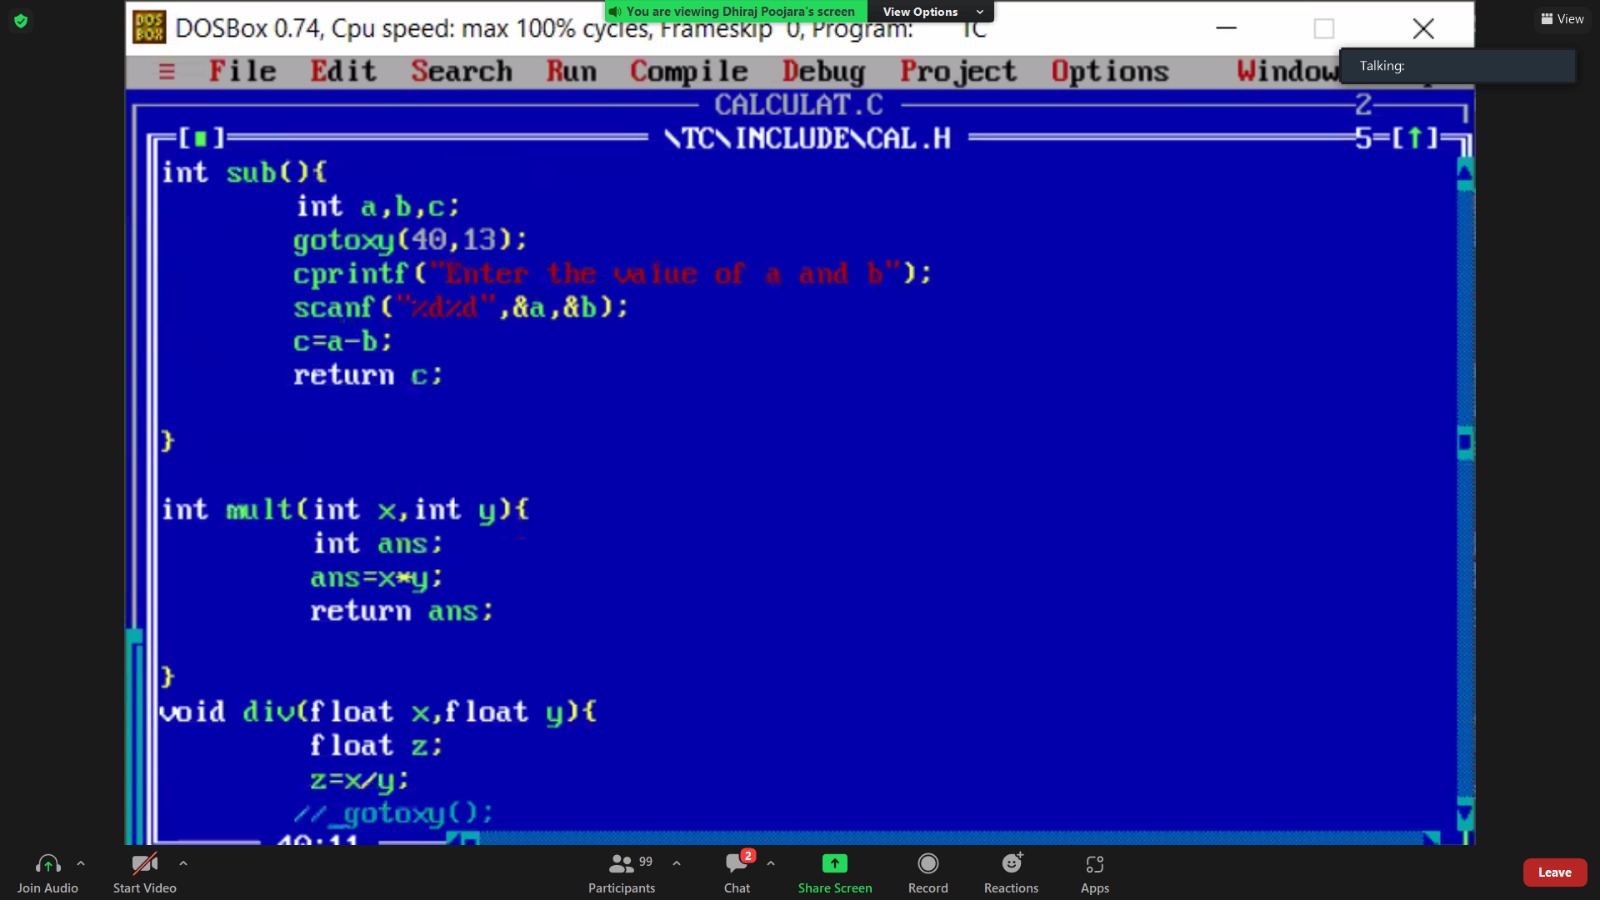 You are viewing Dhiraj Poojara's screen
View Options
View
DOSBox 0.74, Cpu speed: max 100% cycles, Frameskip 0, Program: TC
Talking:
≡ File Edit Search Run Compile Debug Project Options Window
CALCULAT.C 2
[■] \TC\INCLUDE\CAL.H 5=[↑]
int sub(){
int a,b,c;
gotoxy(40,13);
cprintf("Enter the value of a and b");
scanf("%d%d",&a,&b);
c=a-b;
return c;
}
int mult(int x,int y){
int ans;
ans=x*y;
return ans;
}
void div(float x,float y){
float z;
z=x/y;
//_gotoxy();
40:11
Join Audio
Start Video
99
Participants
2
Chat
Share Screen
Record
Reactions
Apps
Leave